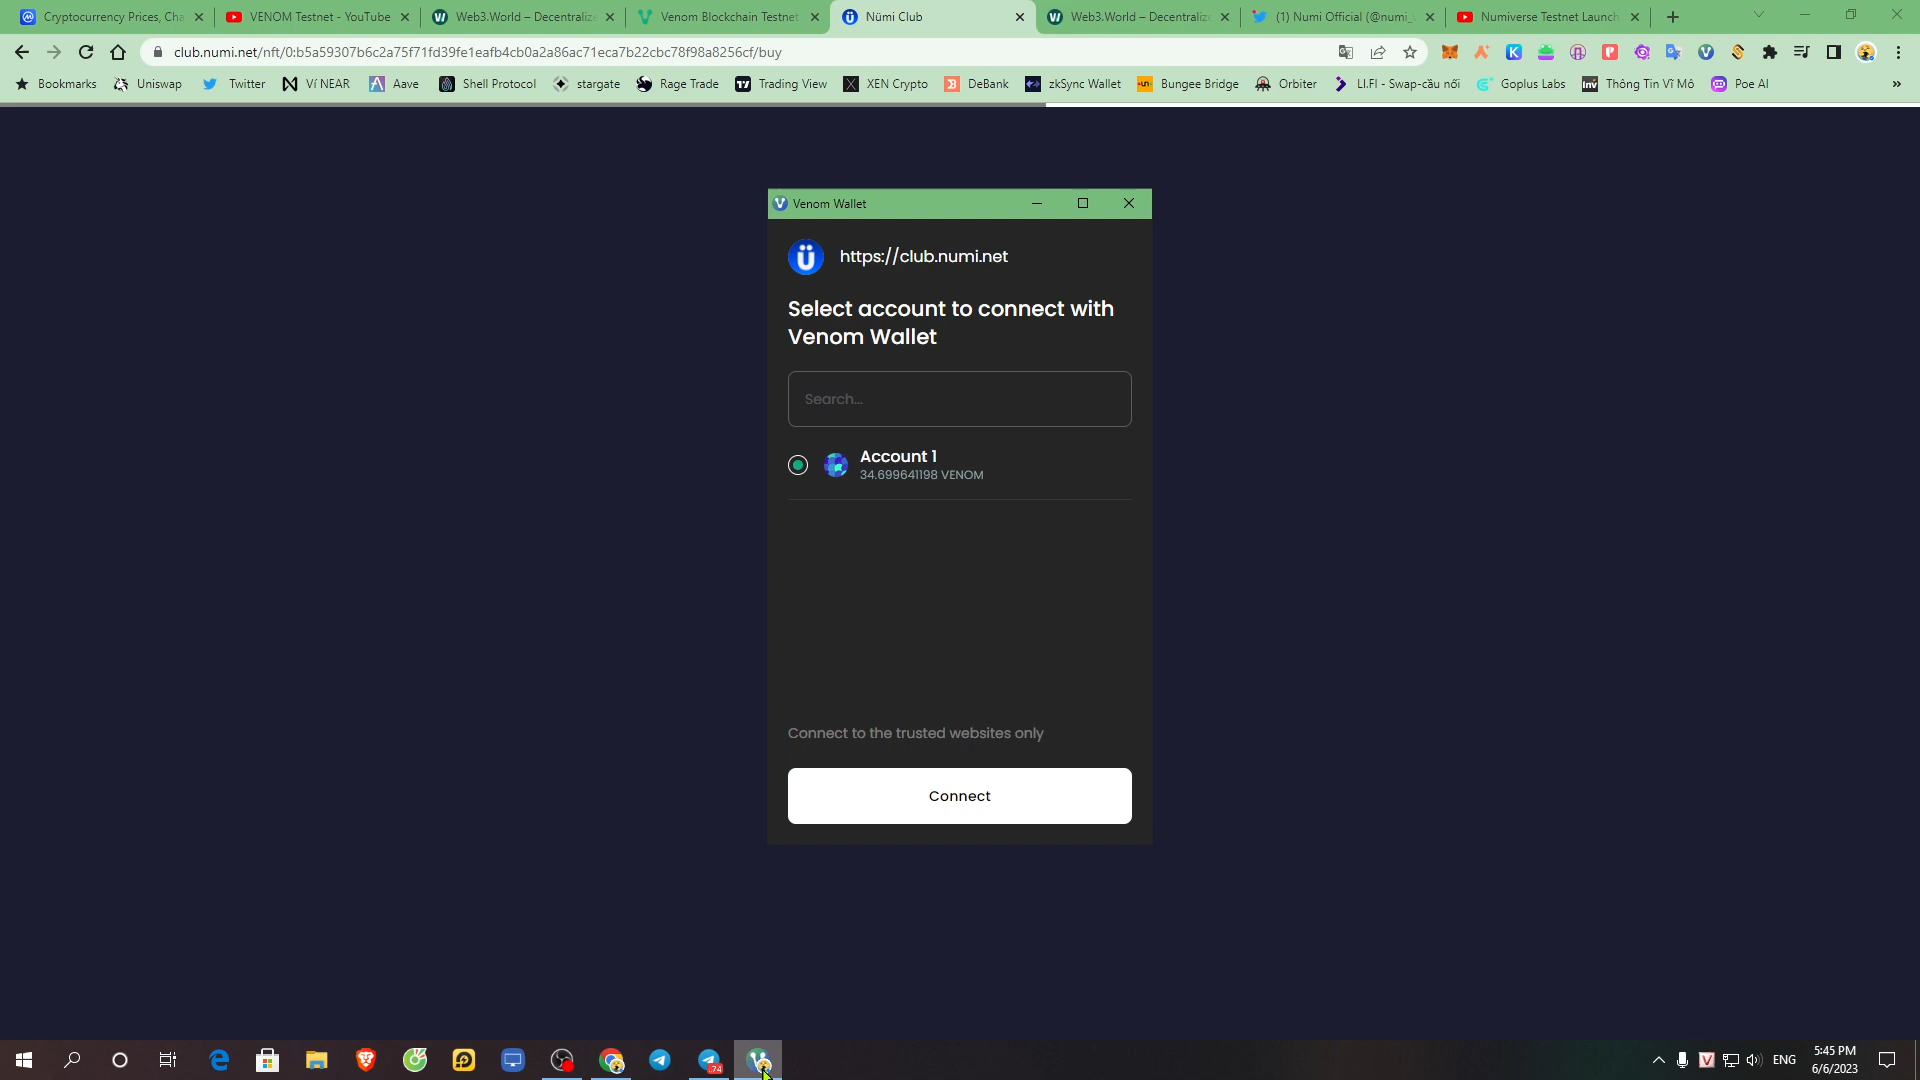 Cryptocurrency Prices, Cha
VENOM Testnet - YouTube
Web3.World – Decentralize
Venom Blockchain Testnet
Nümi Club
Web3.World – Decentraliz
(1) Numi Official (@numi_
Numiverse Testnet Launch
club.numi.net/nft/0:b5a59307b6c2a75f71fd39fe1eafb4cb0a2a86ac71eca7b22cbc78f98a8256cf/buy
Bookmarks
Uniswap
Twitter
Ví NEAR
Aave
Shell Protocol
stargate
Rage Trade
Trading View
XEN Crypto
DeBank
zkSync Wallet
Bungee Bridge
Orbiter
LI.FI - Swap-cầu nối
Goplus Labs
Thông Tin Vĩ Mô
Poe AI
»
Venom Wallet
https://club.numi.net
Select account to connect with
Venom Wallet
Search...
Account 1
34.699641198 VENOM
Connect to the trusted websites only
Connect
74
ENG
5:45 PM
6/6/2023